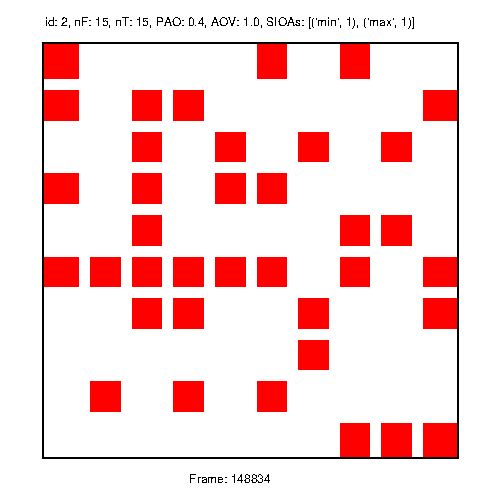 id: 2, nF: 15, nT: 15, PAO: 0.4, AOV: 1.0, SIOAs: [('min', 1), ('max', 1)]
Frame: 148834